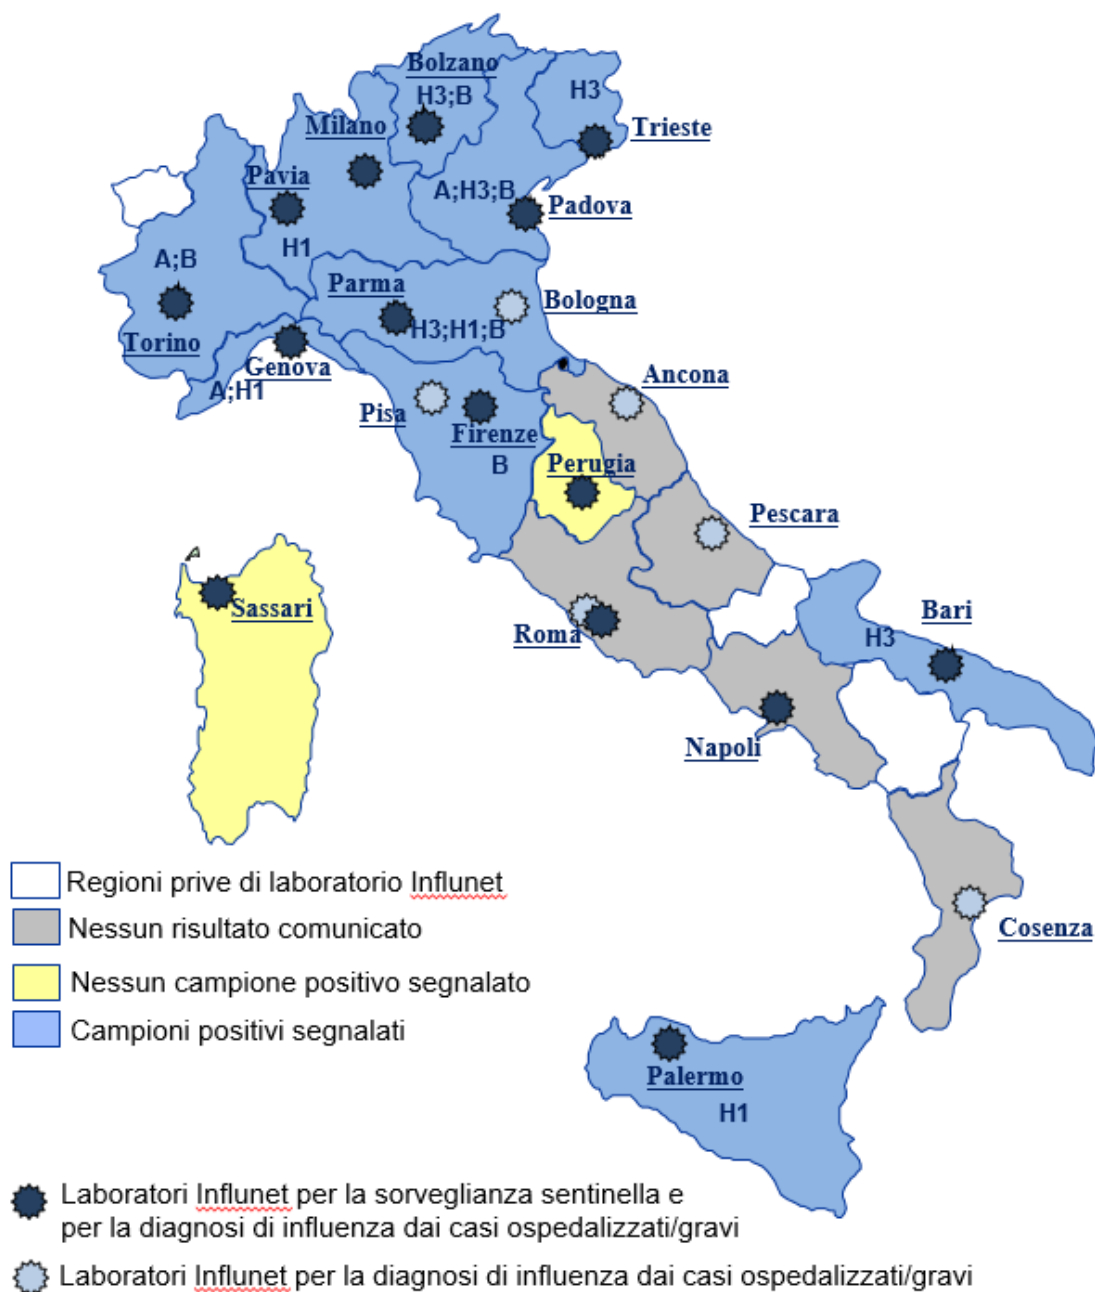 Bolzano
H3;B
H3
Milano
Trieste
Pavia
A;H3;B
Padova
H1
A;B
Parma
Bologna
H3;H1;B
Torino
Genova
A;H1
Ancona
Pisa
Firenze
B
Perugia
Pescara
Sassari
Roma
Bari
H3
Napoli
Regioni prive di laboratorio Influnet
Nessun risultato comunicato
Cosenza
Nessun campione positivo segnalato
Campioni positivi segnalati
Palermo
H1
Laboratori Influnet per la sorveglianza sentinella e
per la diagnosi di influenza dai casi ospedalizzati/gravi
Laboratori Influnet per la diagnosi di influenza dai casi ospedalizzati/gravi